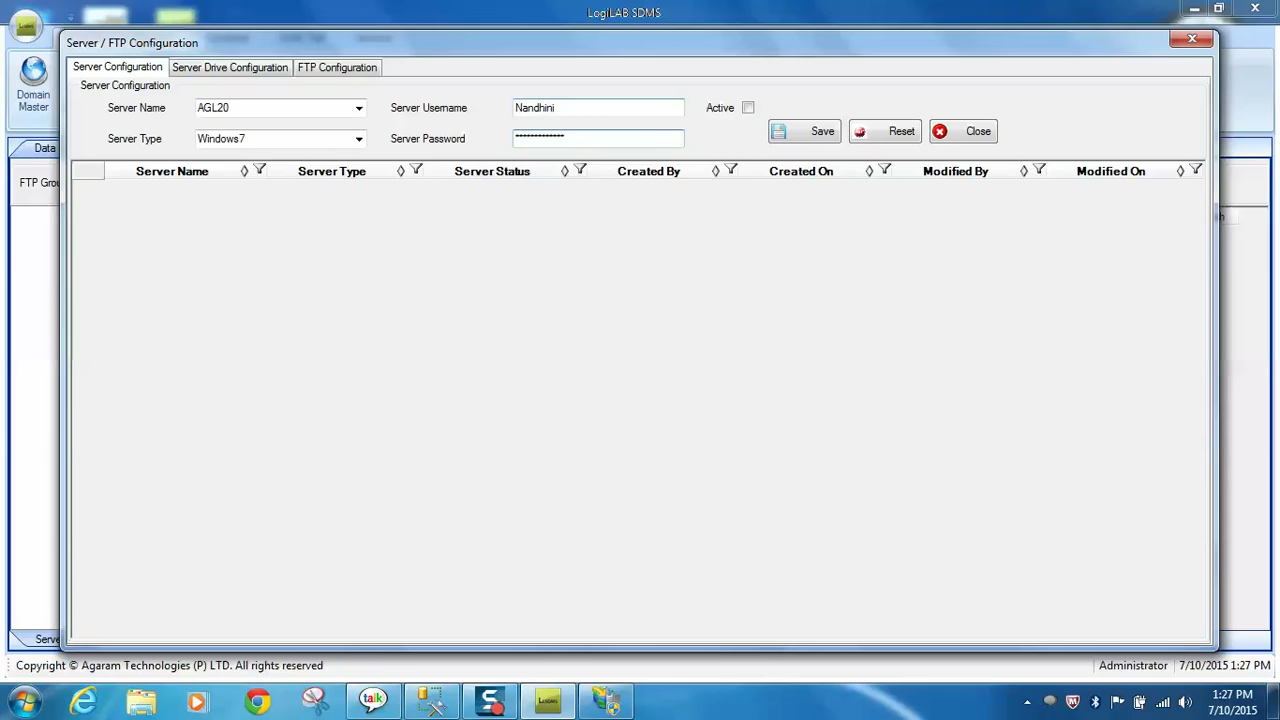 LogiLAB SDMS
Server / FTP Configuration
Server Configuration Server Drive Configuration FTP Configuration
Server Configuration
Server Name AGL20 Server Username Nandhini Active
Server Type Windows7 Server Password *************
Save Reset Close
Server Name Server Type Server Status Created By Created On Modified By Modified On
Domain
Master
Data
FTP Grou
h
Serve
Copyright © Agaram Technologies (P) LTD. All rights reserved Administrator 7/10/2015 1:27 PM
talk
S
1:27 PM
7/10/2015